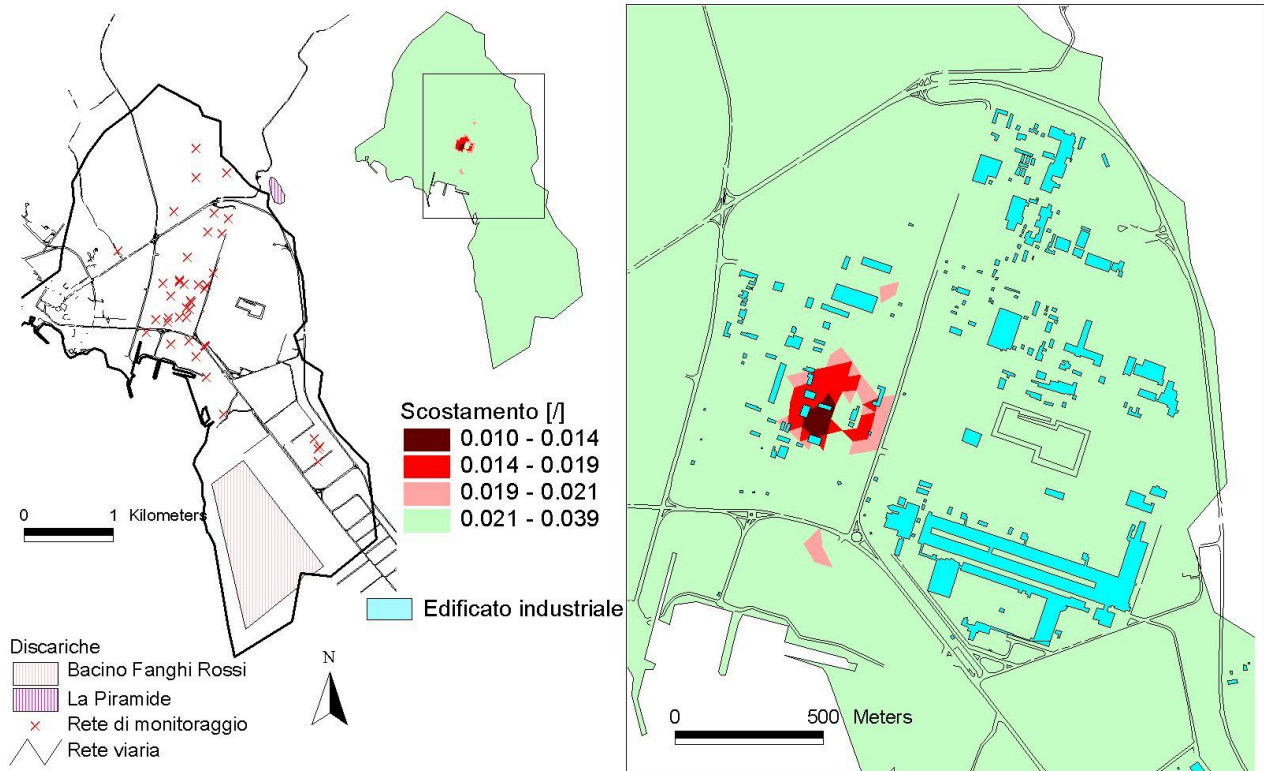 Scostamento [/]
0.010 - 0.014
0.014 - 0.019
0.019 - 0.021
0.021 - 0.039
0 1 Kilometers
Edificato industriale
Discariche
Bacino Fanghi Rossi
La Piramide
Rete di monitoraggio
Rete viaria
N
0 500 Meters